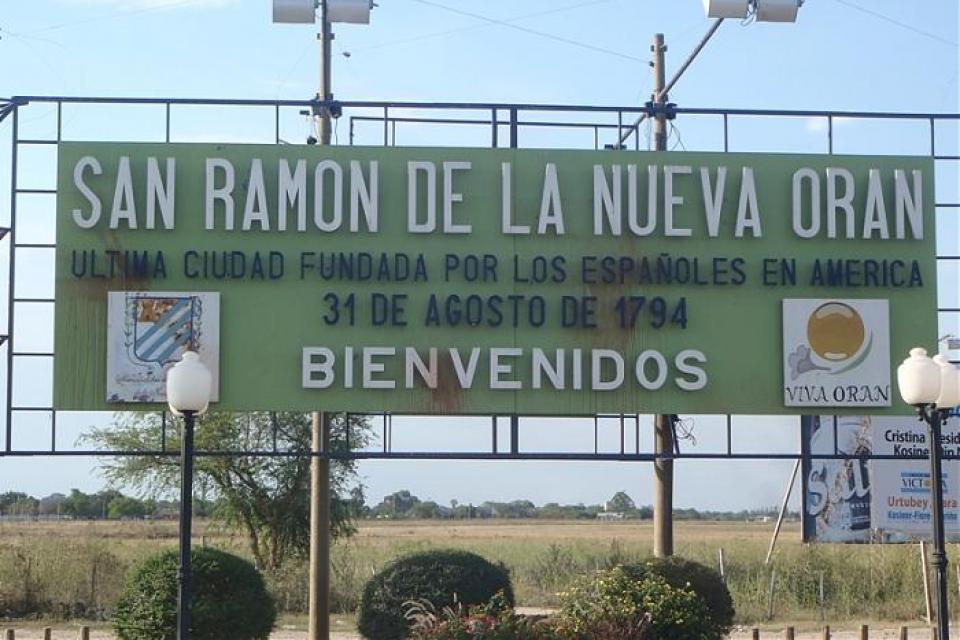 SAN RAMON DE LA NUEVA ORAN
ULTIMA CIUDAD FUNDADA POR LOS ESPAÑOLES EN AMERICA
31 DE AGOSTO DE 1794
BIENVENIDOS
VIVA ORAN
Cristina
Urtubey